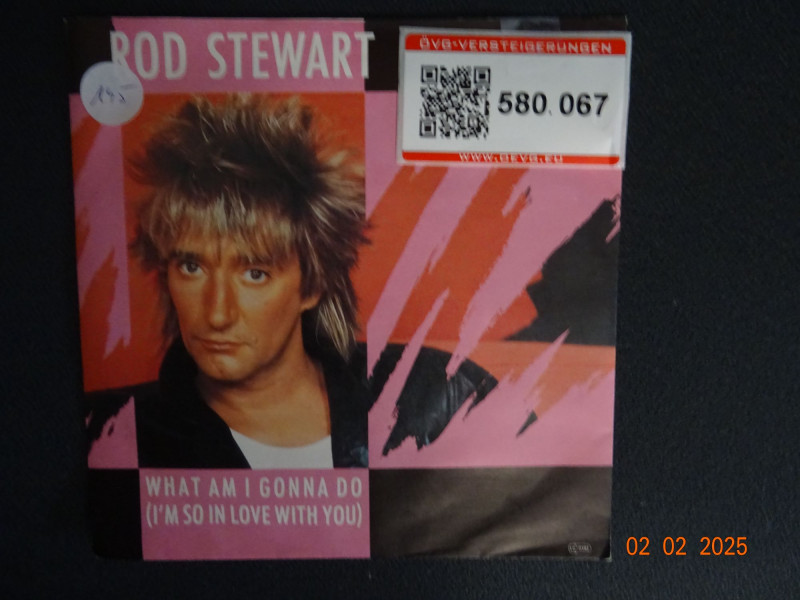 ROD STEWART
ÖVG-VERSTEIGERUNGEN
580.067
WWW.OEVG.EU
WHAT AM I GONNA DO
(I'M SO IN LOVE WITH YOU)
02 02 2025